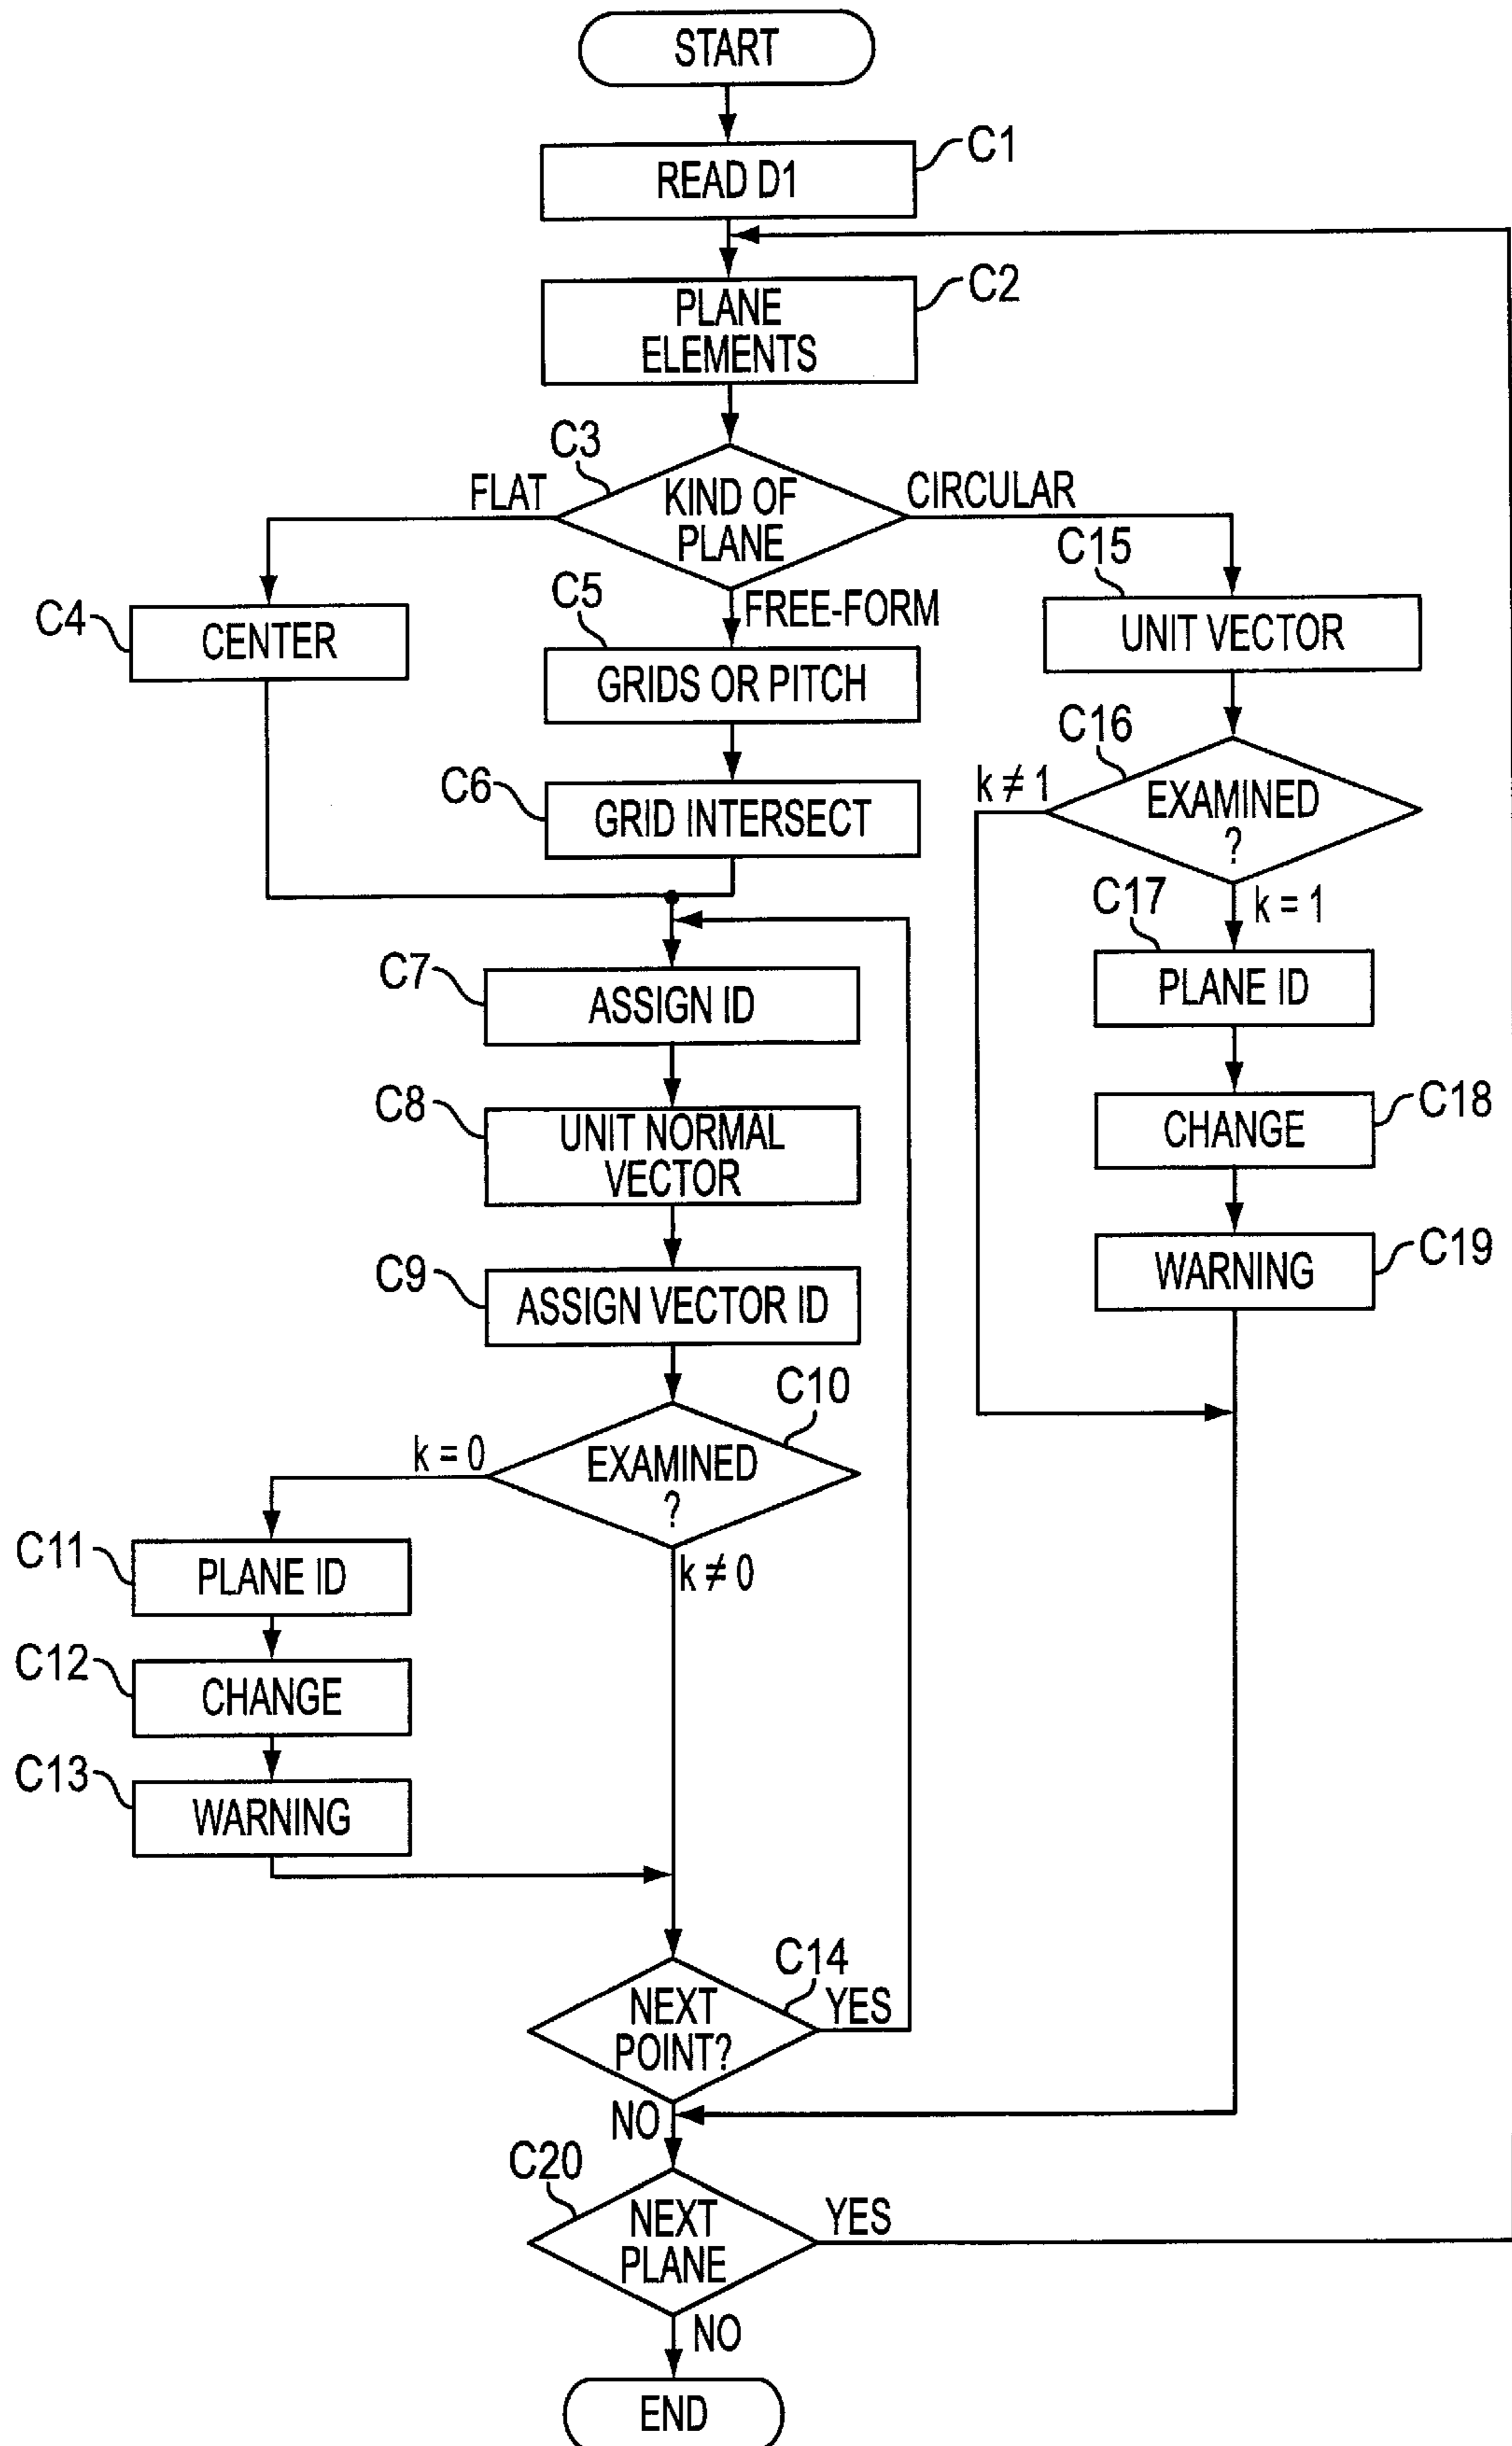 START
READ D1
C1
PLANE
ELEMENTS
C2
C3
FLAT
KIND OF
PLANE
CIRCULAR
FREE-FORM
C4
CENTER
C5
GRIDS OR PITCH
C15
UNIT VECTOR
C6
GRID INTERSECT
C16
k ≠ 1
EXAMINED
?
k = 1
C7
ASSIGN ID
C17
PLANE ID
C8
UNIT NORMAL
VECTOR
CHANGE
C18
C9
ASSIGN VECTOR ID
WARNING
C19
C10
k = 0
EXAMINED
?
k ≠ 0
C11
PLANE ID
C12
CHANGE
C13
WARNING
C14
NEXT
POINT?
YES
NO
C20
NEXT
PLANE
YES
NO
END